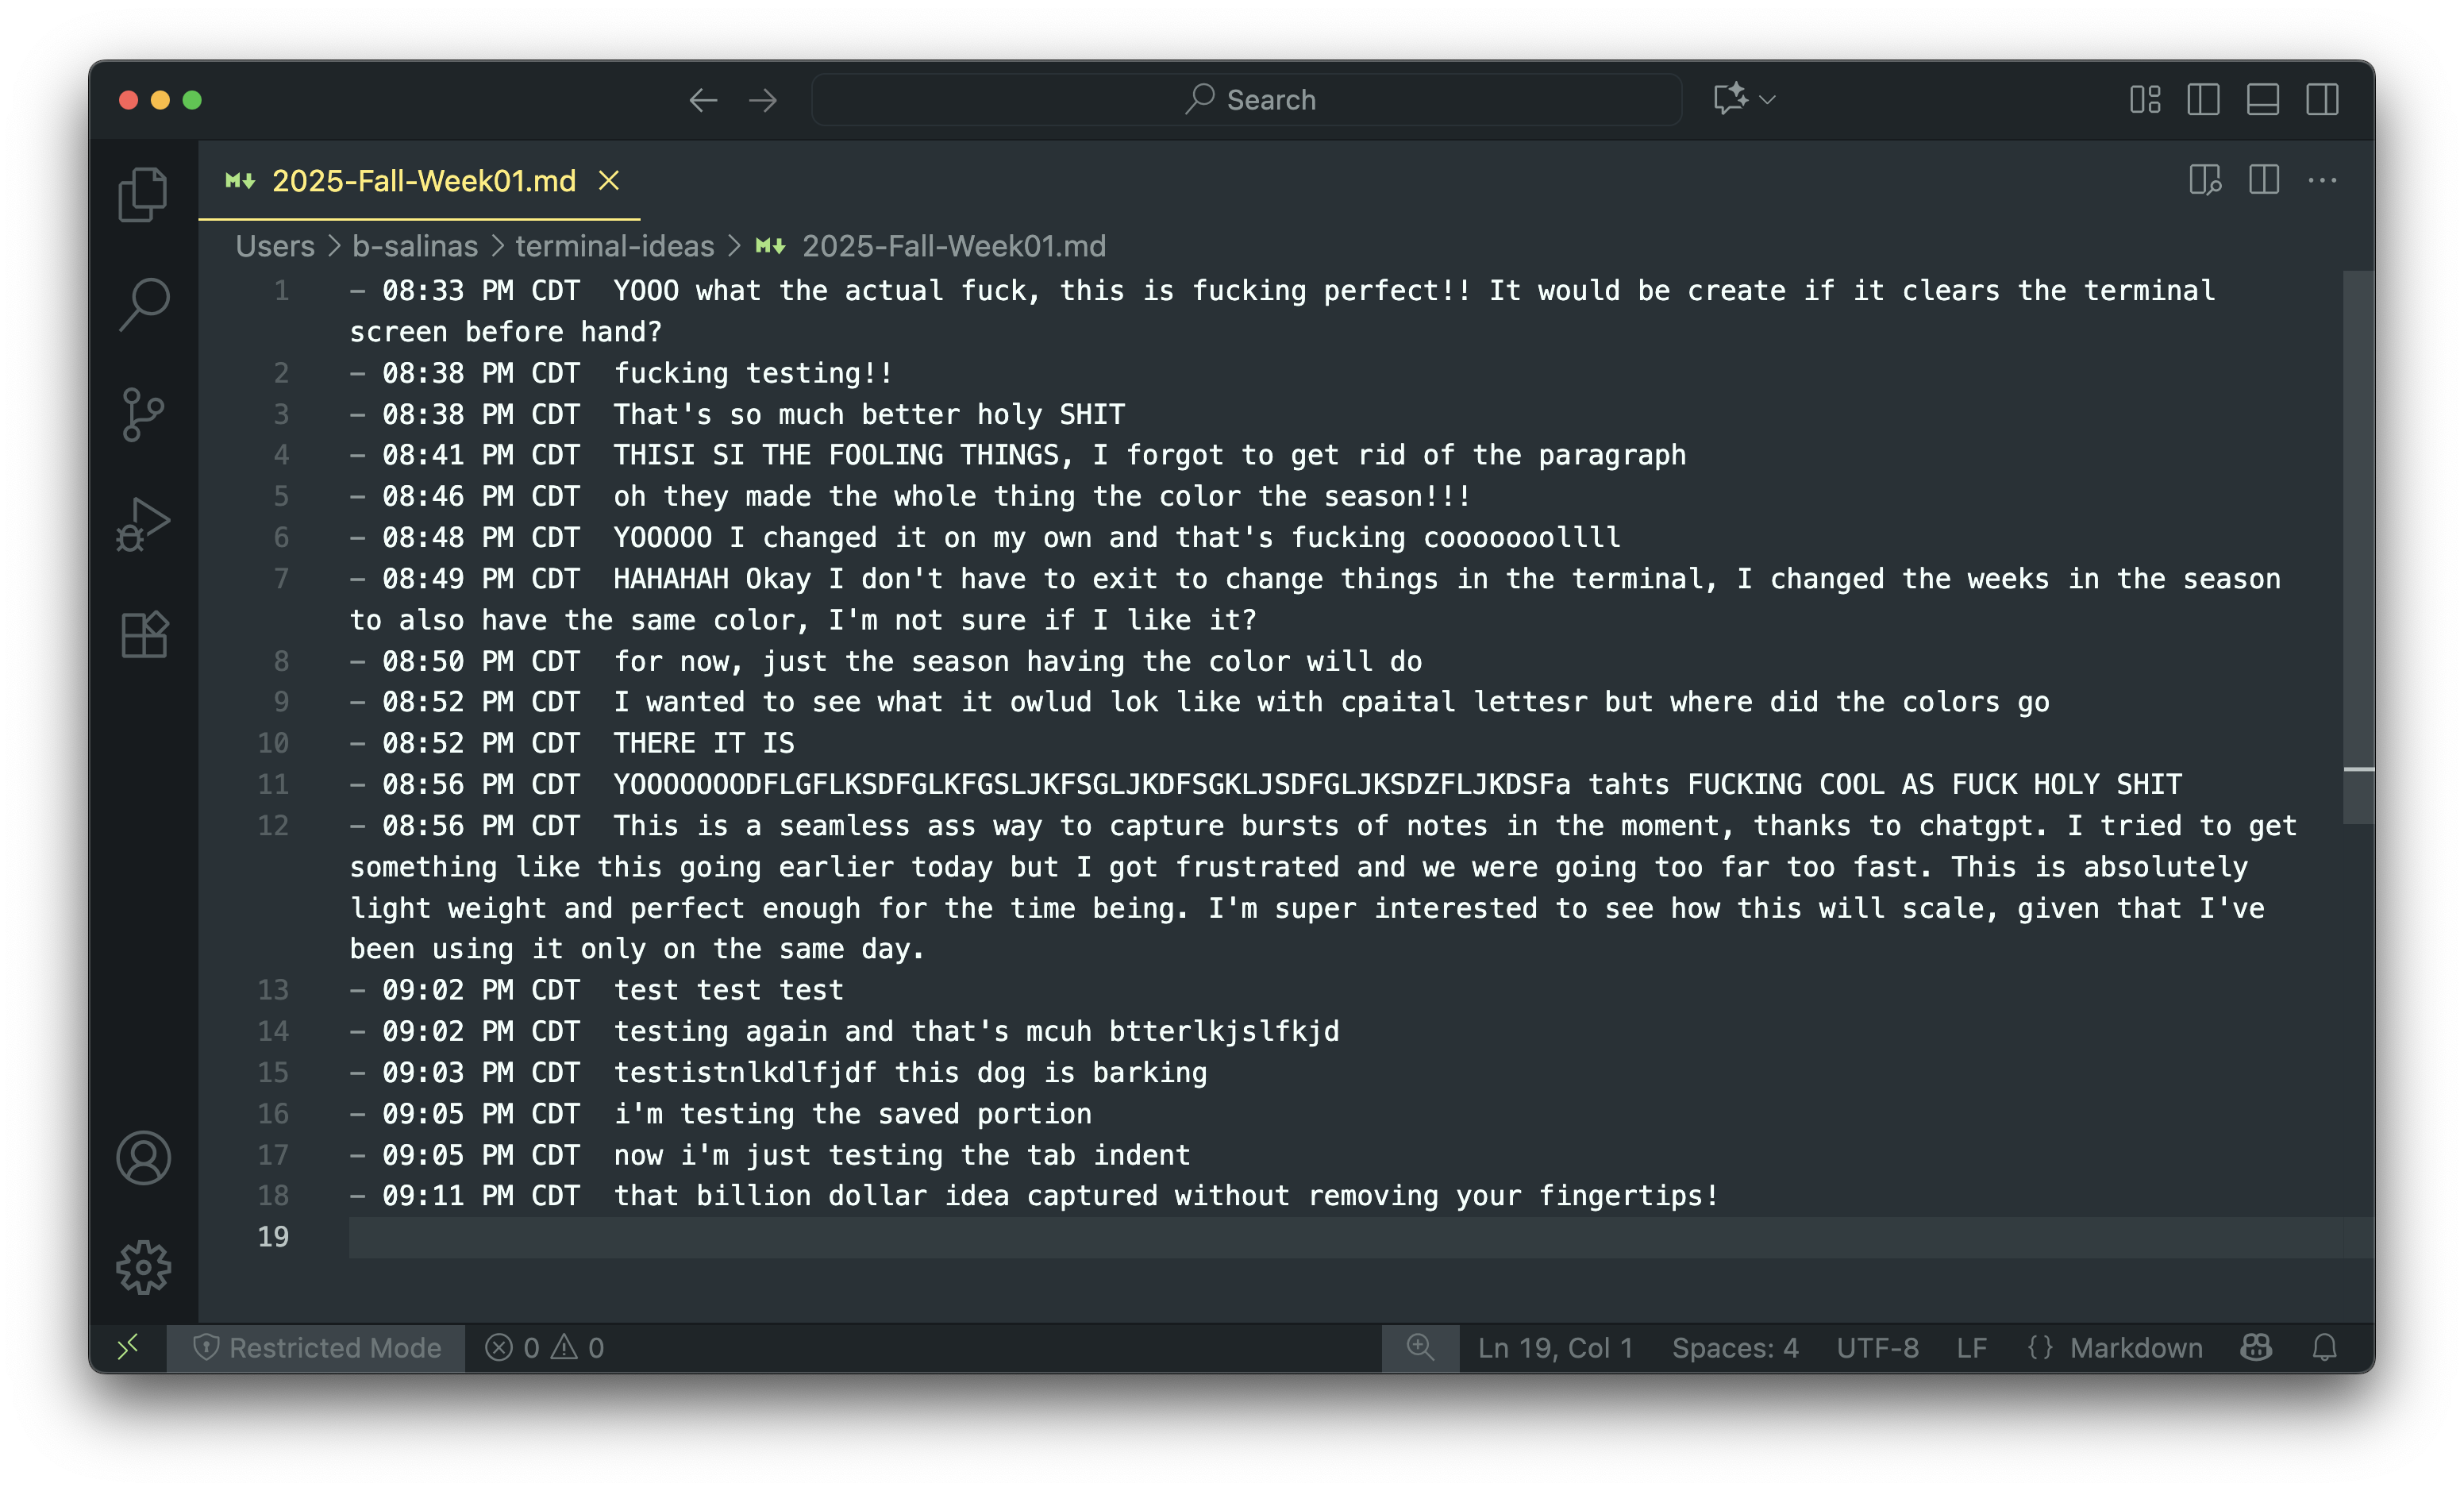 Search
2025-Fall-Week01.md
Users > b-salinas > terminal-ideas > 2025-Fall-Week01.md
1 - 08:33 PM CDT  YOOO what the actual fuck, this is fucking perfect!! It would be create if it clears the terminal
screen before hand?
2 - 08:38 PM CDT  fucking testing!!
3 - 08:38 PM CDT  That's so much better holy SHIT
4 - 08:41 PM CDT  THISI SI THE FOOLING THINGS, I forgot to get rid of the paragraph
5 - 08:46 PM CDT  oh they made the whole thing the color the season!!!
6 - 08:48 PM CDT  YOOOOO I changed it on my own and that's fucking cooooooollll
7 - 08:49 PM CDT  HAHAHAH Okay I don't have to exit to change things in the terminal, I changed the weeks in the season
to also have the same color, I'm not sure if I like it?
8 - 08:50 PM CDT  for now, just the season having the color will do
9 - 08:52 PM CDT  I wanted to see what it owlud lok like with cpaital lettesr but where did the colors go
10 - 08:52 PM CDT  THERE IT IS
11 - 08:56 PM CDT  YOOOOOOODFLGFLKSDFGLKFGSLJKFSGLJKDFSGKLJSDFGLJKSDZFLJKDSFa tahts FUCKING COOL AS FUCK HOLY SHIT
12 - 08:56 PM CDT  This is a seamless ass way to capture bursts of notes in the moment, thanks to chatgpt. I tried to get
something like this going earlier today but I got frustrated and we were going too far too fast. This is absolutely
light weight and perfect enough for the time being. I'm super interested to see how this will scale, given that I've
been using it only on the same day.
13 - 09:02 PM CDT  test test test
14 - 09:02 PM CDT  testing again and that's mcuh btterlkjslfkjd
15 - 09:03 PM CDT  testistnlkdlfjdf this dog is barking
16 - 09:05 PM CDT  i'm testing the saved portion
17 - 09:05 PM CDT  now i'm just testing the tab indent
18 - 09:11 PM CDT  that billion dollar idea captured without removing your fingertips!
19
Restricted Mode 0 0 Ln 19, Col 1 Spaces: 4 UTF-8 LF {} Markdown